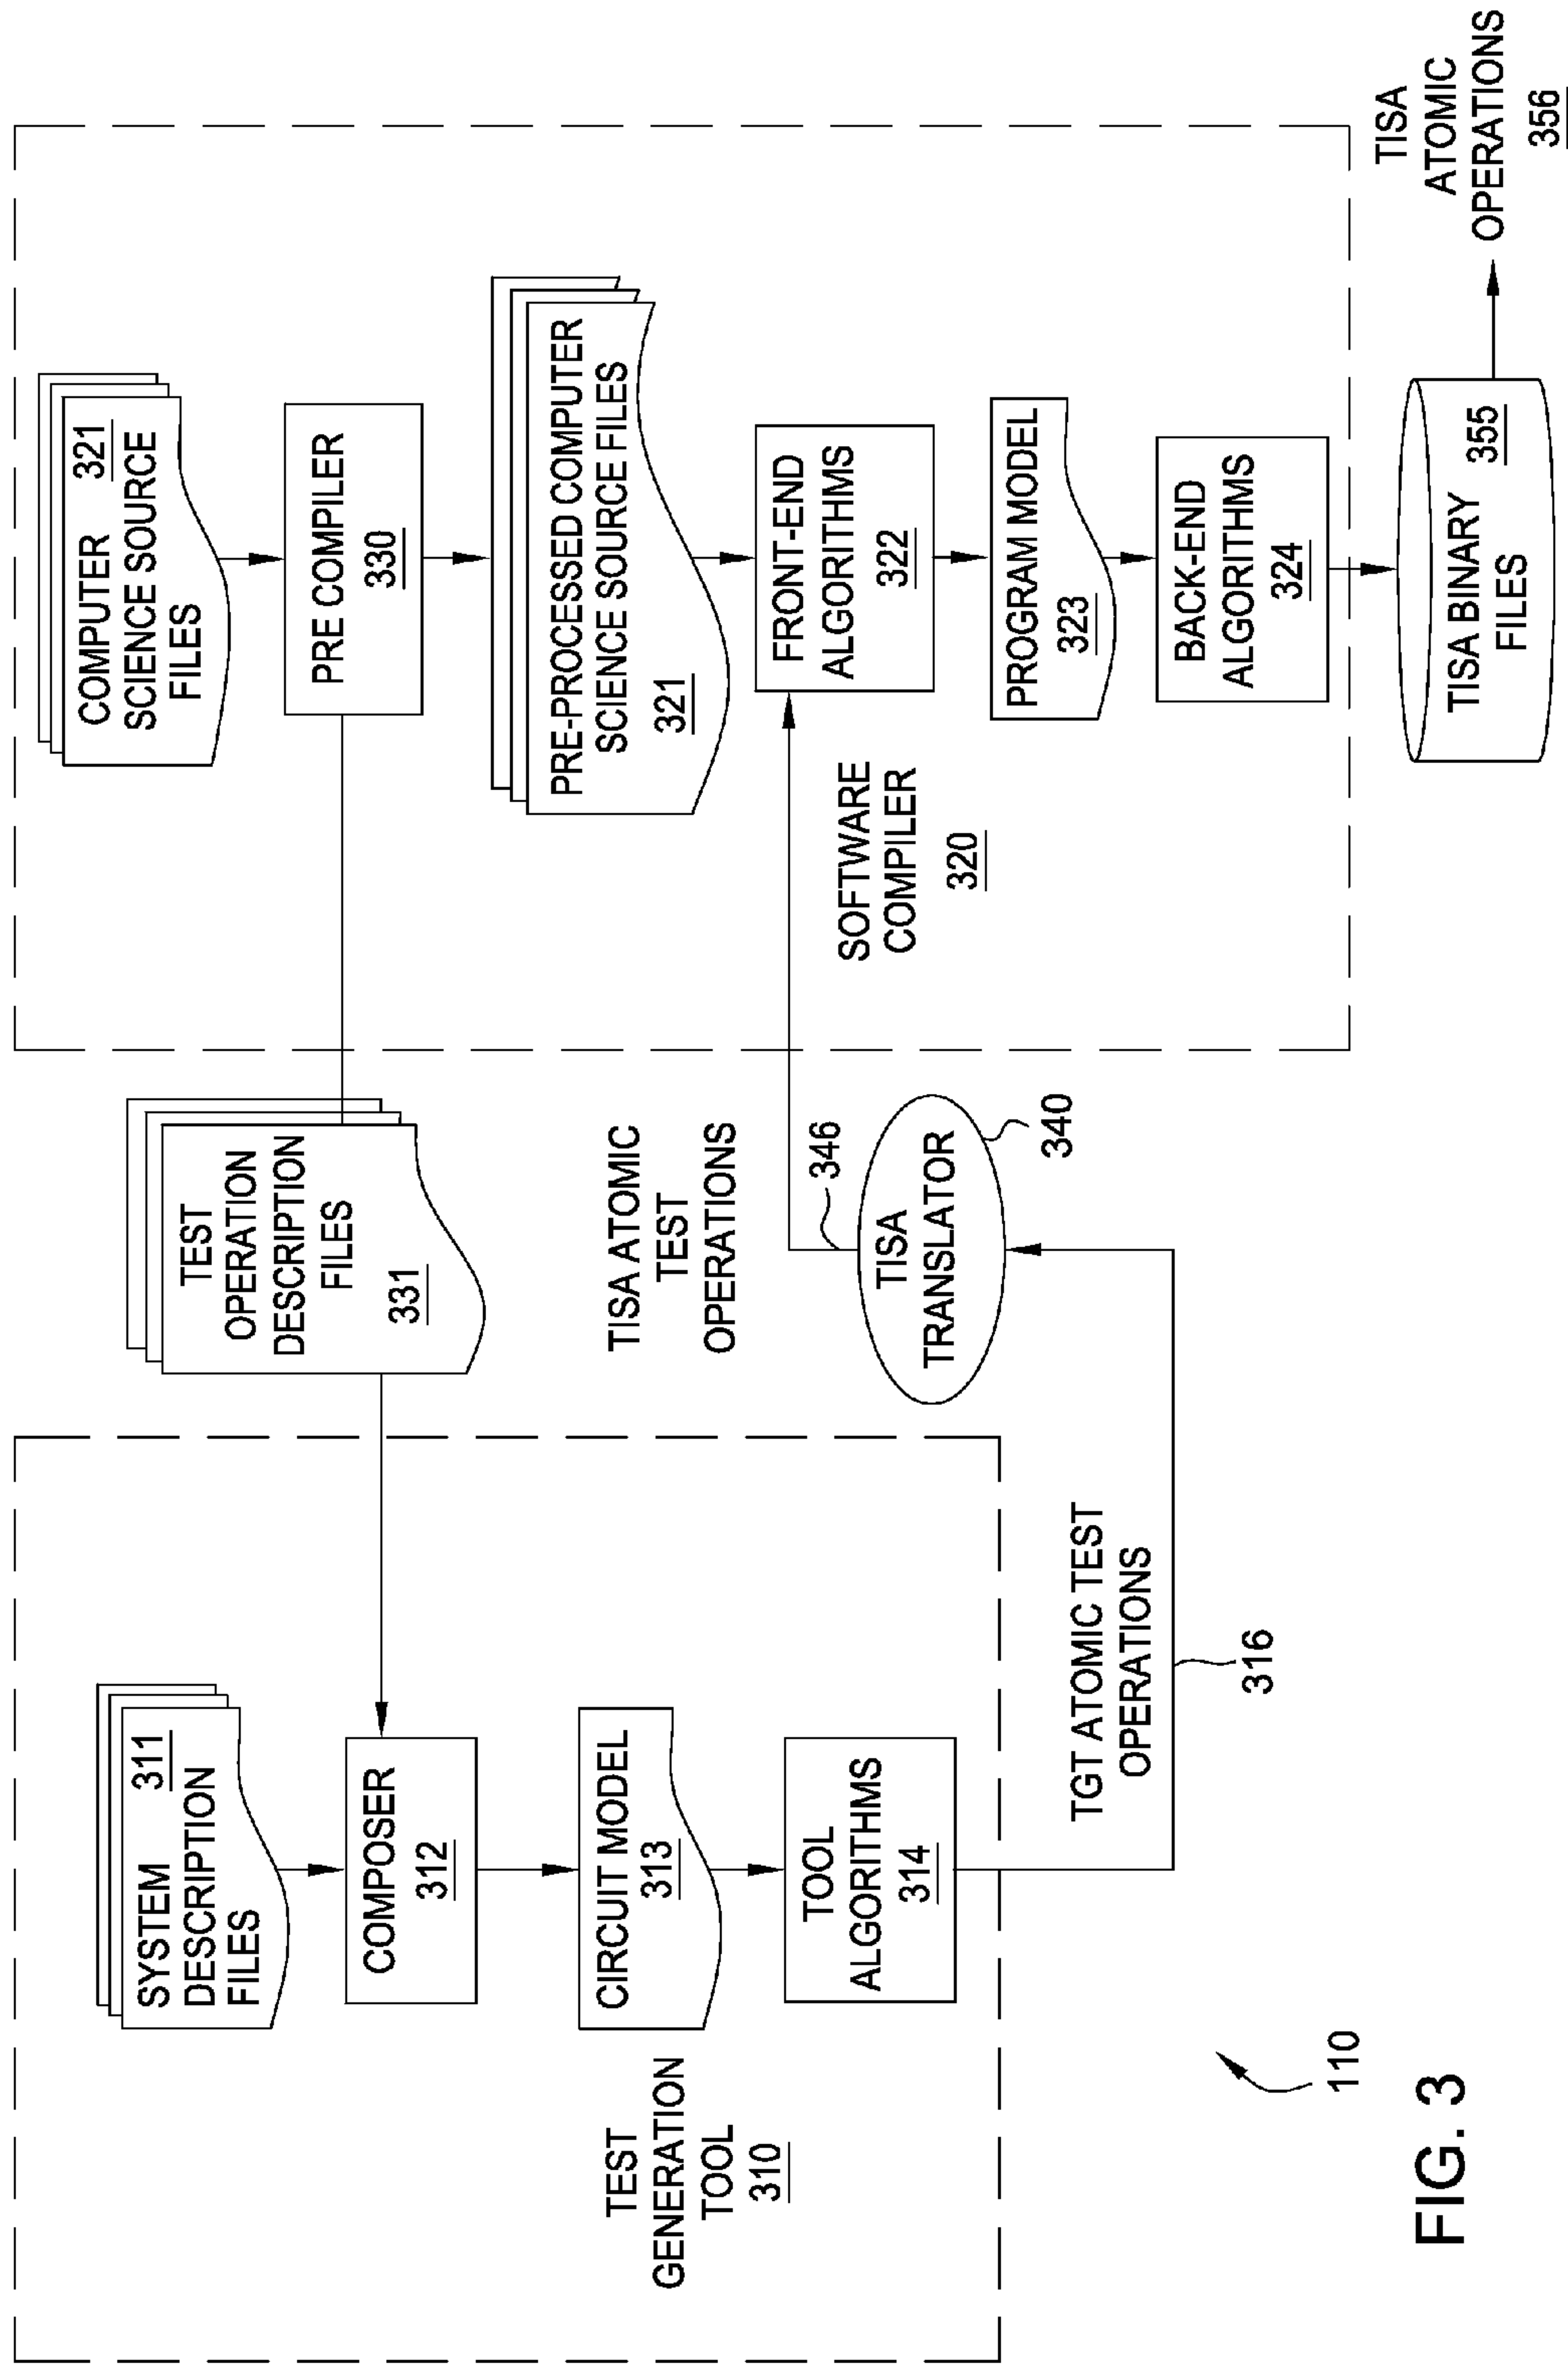 SYSTEM 311
DESCRIPTION
FILES
COMPOSER
312
CIRCUIT MODEL
313
TOOL
ALGORITHMS
314
TEST
GENERATION
TOOL
310
TGT ATOMIC TEST
OPERATIONS
316
TEST
OPERATION
DESCRIPTION
FILES
331
TISA ATOMIC
TEST
OPERATIONS
346
TISA
TRANSLATOR
340
COMPUTER 321
SCIENCE SOURCE
FILES
PRE COMPILER
330
PRE-PROCESSED COMPUTER
SCIENCE SOURCE FILES
321
FRONT-END
ALGORITHMS
322
SOFTWARE
COMPILER
320
PROGRAM MODEL
323
BACK-END
ALGORITHMS
324
TISA BINARY 355
FILES
TISA
ATOMIC
OPERATIONS
356
110
FIG. 3